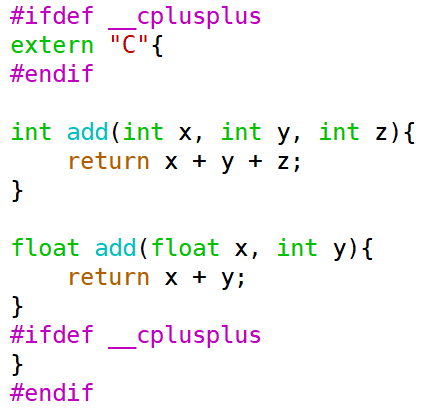 #ifdef __cplusplus
extern "C"{
#endif

int add(int x, int y, int z){
    return x + y + z;
}

float add(float x, int y){
    return x + y;
}
#ifdef __cplusplus
}
#endif